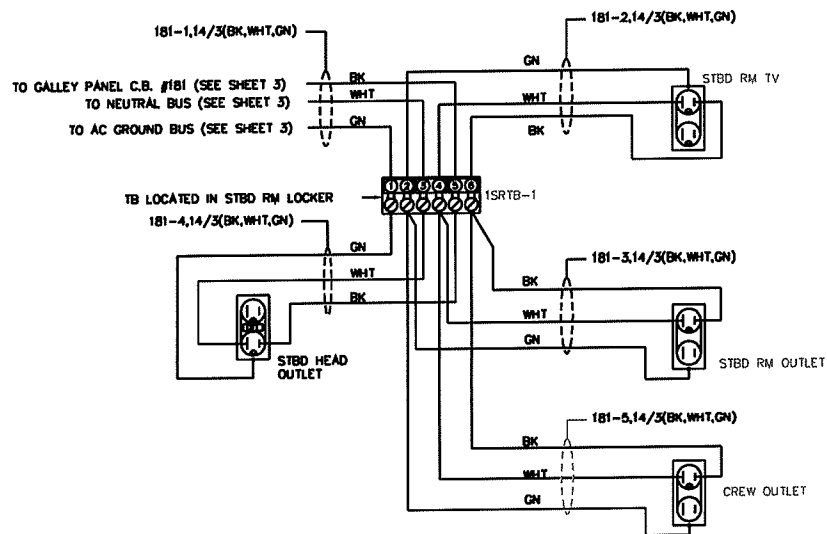 181-1,14/3(BK,WHT,GN)
181-2,14/3(BK,WHT,GN)
GN
STBD RM TV
TO GALLEY PANEL C.B. #181 (SEE SHEET 3)
BK
TO NEUTRAL BUS (SEE SHEET 3)
WHT
WHT
TO AC GROUND BUS (SEE SHEET 3)
GN
BK
1 2 3 4 5 6
TB LOCATED IN STBD RM LOCKER
1SRTB-1
181-4,14/3(BK,WHT,GN)
GN
181-3,14/3(BK,WHT,GN)
WHT
BK
BK
WHT
GN
STBD HEAD
OUTLET
STBD RM OUTLET
181-5,14/3(BK,WHT,GN)
BK
WHT
CREW OUTLET
GN